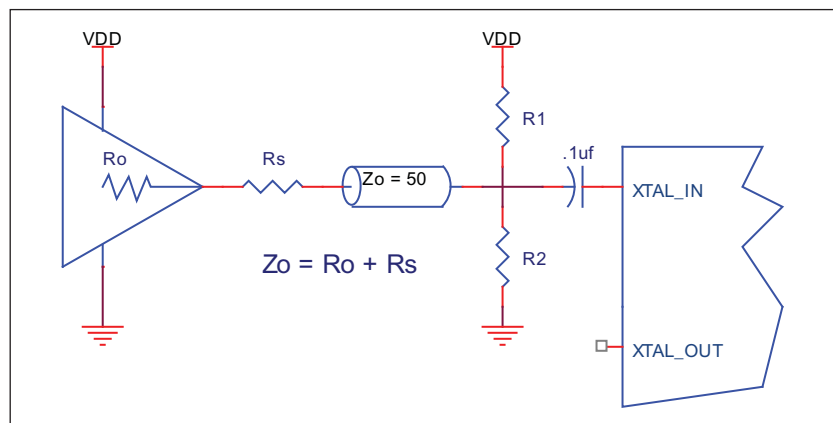 VDD
VDD
R1
Ro
Rs
Zo = 50
.1uf
XTAL_IN
R2
Zo = Ro + Rs
XTAL_OUT